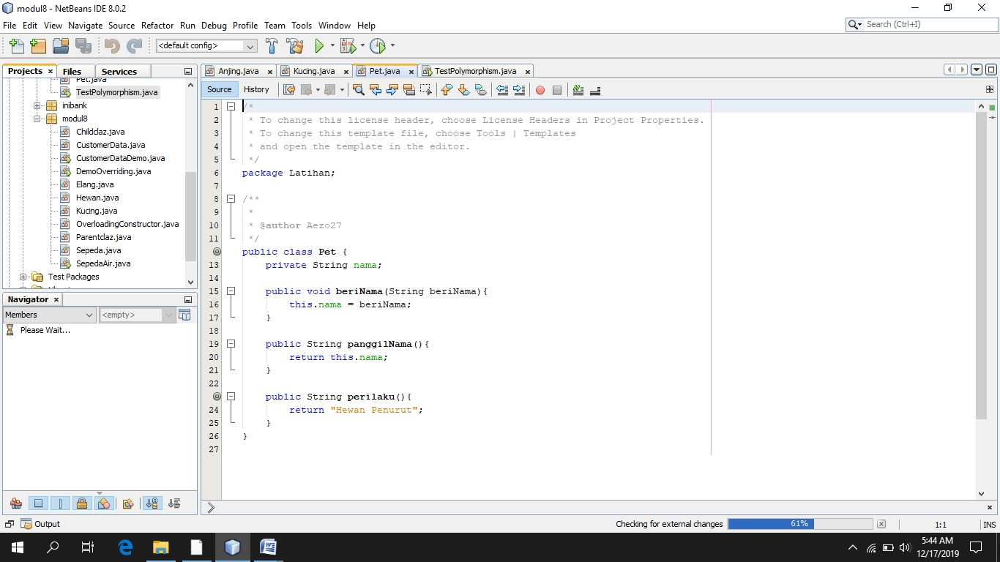 modul8 - NetBeans IDE 8.0.2
File Edit View Navigate Source Refactor Run Debug Profile Team Tools Window Help
Search (Ctrl+I)
<default config>
Projects Files Services
Pet.java
TestPolymorphism.java
inibank
modul8
Childclaz.java
CustomerData.java
CustomerDataDemo.java
DemoOverriding.java
Elang.java
Hewan.java
Kucing.java
OverloadingConstructor.java
Parentclaz.java
Sepeda.java
SepedaAir.java
Test Packages
Navigator
Members <empty>
Please Wait...
Anjing.java Kucing.java Pet.java TestPolymorphism.java
Source History
1 /*
2 * To change this license header, choose License Headers in Project Properties.
3 * To change this template file, choose Tools | Templates
4 * and open the template in the editor.
5 */
6 package Latihan;
7
8 /**
9 *
10 * @author Aezo27
11 */
public class Pet {
13 private String nama;
14
15 public void beriNama(String beriNama){
16 this.nama = beriNama;
17 }
18
19 public String panggilNama(){
20 return this.nama;
21 }
22
public String perilaku(){
24 return "Hewan Penurut";
25 }
26 }
27
Output
Checking for external changes 61% 1:1 INS
5:44 AM
12/17/2019